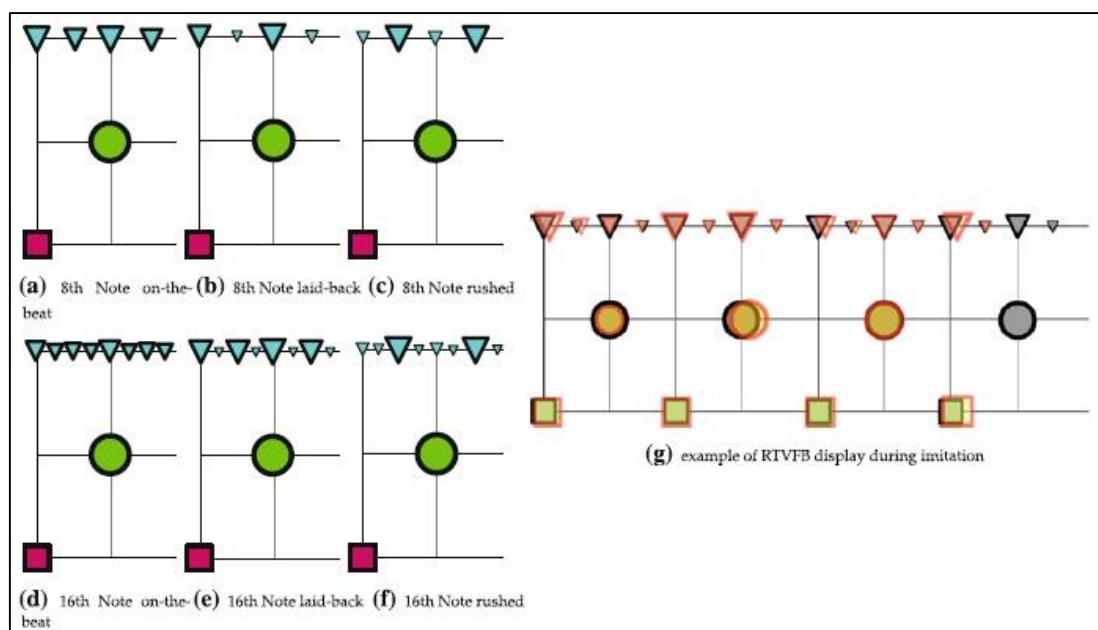 (a) 8th Note on-the-
beat
(b) 8th Note laid-back
(c) 8th Note rushed
(d) 16th Note on-the-
beat
(e) 16th Note laid-back
(f) 16th Note rushed
(g) example of RTVFB display during imitation